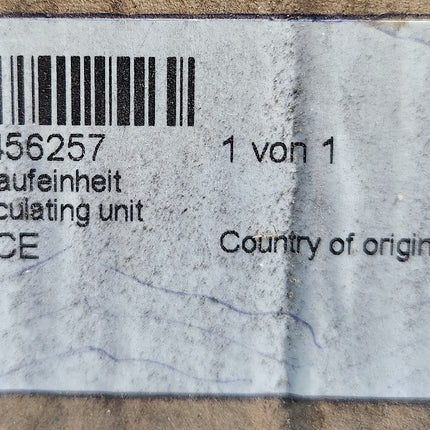 456257 1 von 1
aufeinheit
culating unit
CE Country of origin